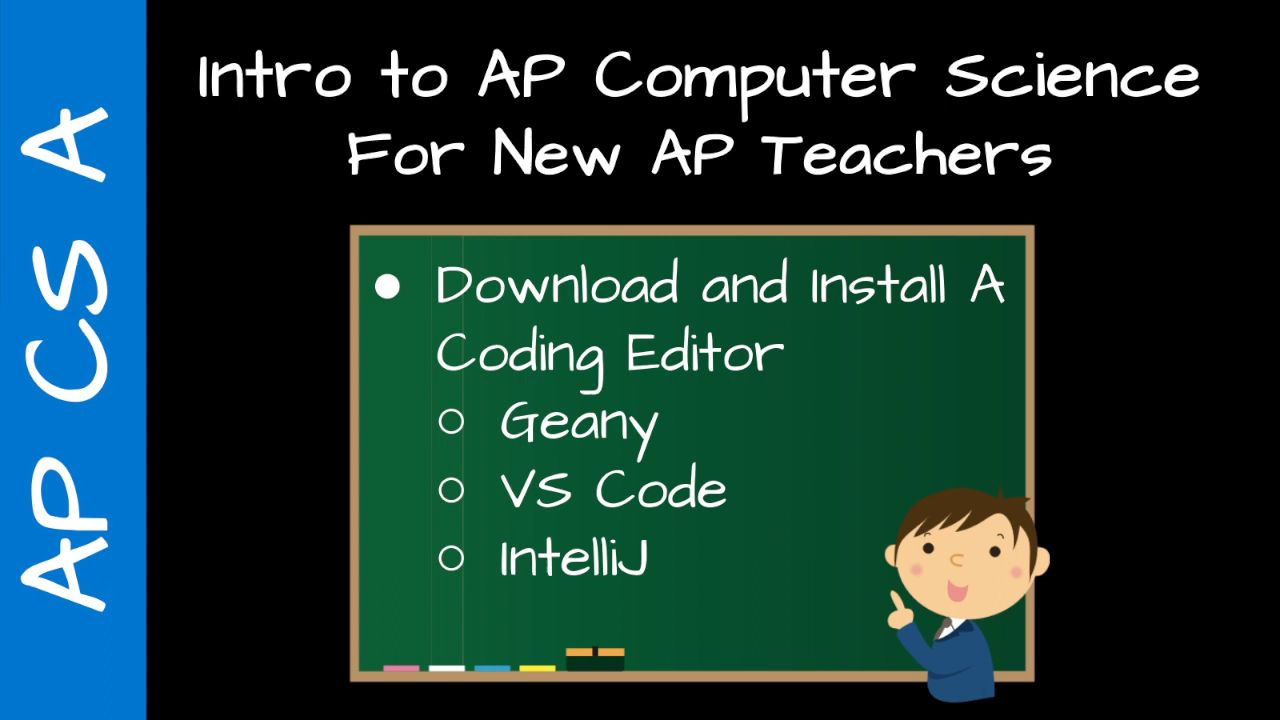 AP CS A
Intro to AP Computer Science
For New AP Teachers
● Download and Install A
Coding Editor
○ Geany
○ VS Code
○ IntelliJ